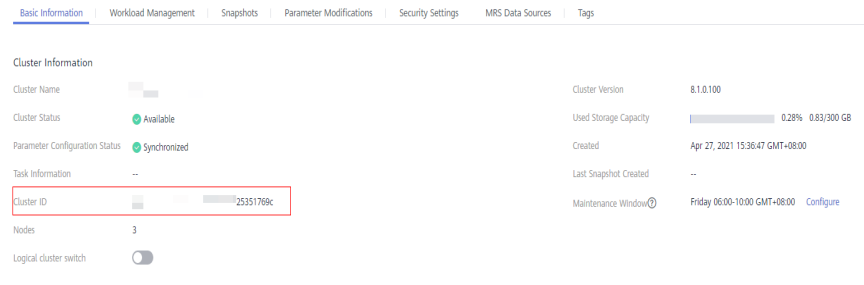 Basic Information Workload Management Snapshots Parameter Modifications Security Settings MRS Data Sources Tags
Cluster Information
Cluster Name Cluster Version 8.1.0.100
Cluster Status Available Used Storage Capacity 0.28% 0.83/300 GB
Parameter Configuration Status Synchronized Created Apr 27, 2021 15:36:47 GMT+08:00
Task Information -- Last Snapshot Created --
Cluster ID 25351769c Maintenance Window? Friday 06:00-10:00 GMT+08:00 Configure
Nodes 3
Logical cluster switch